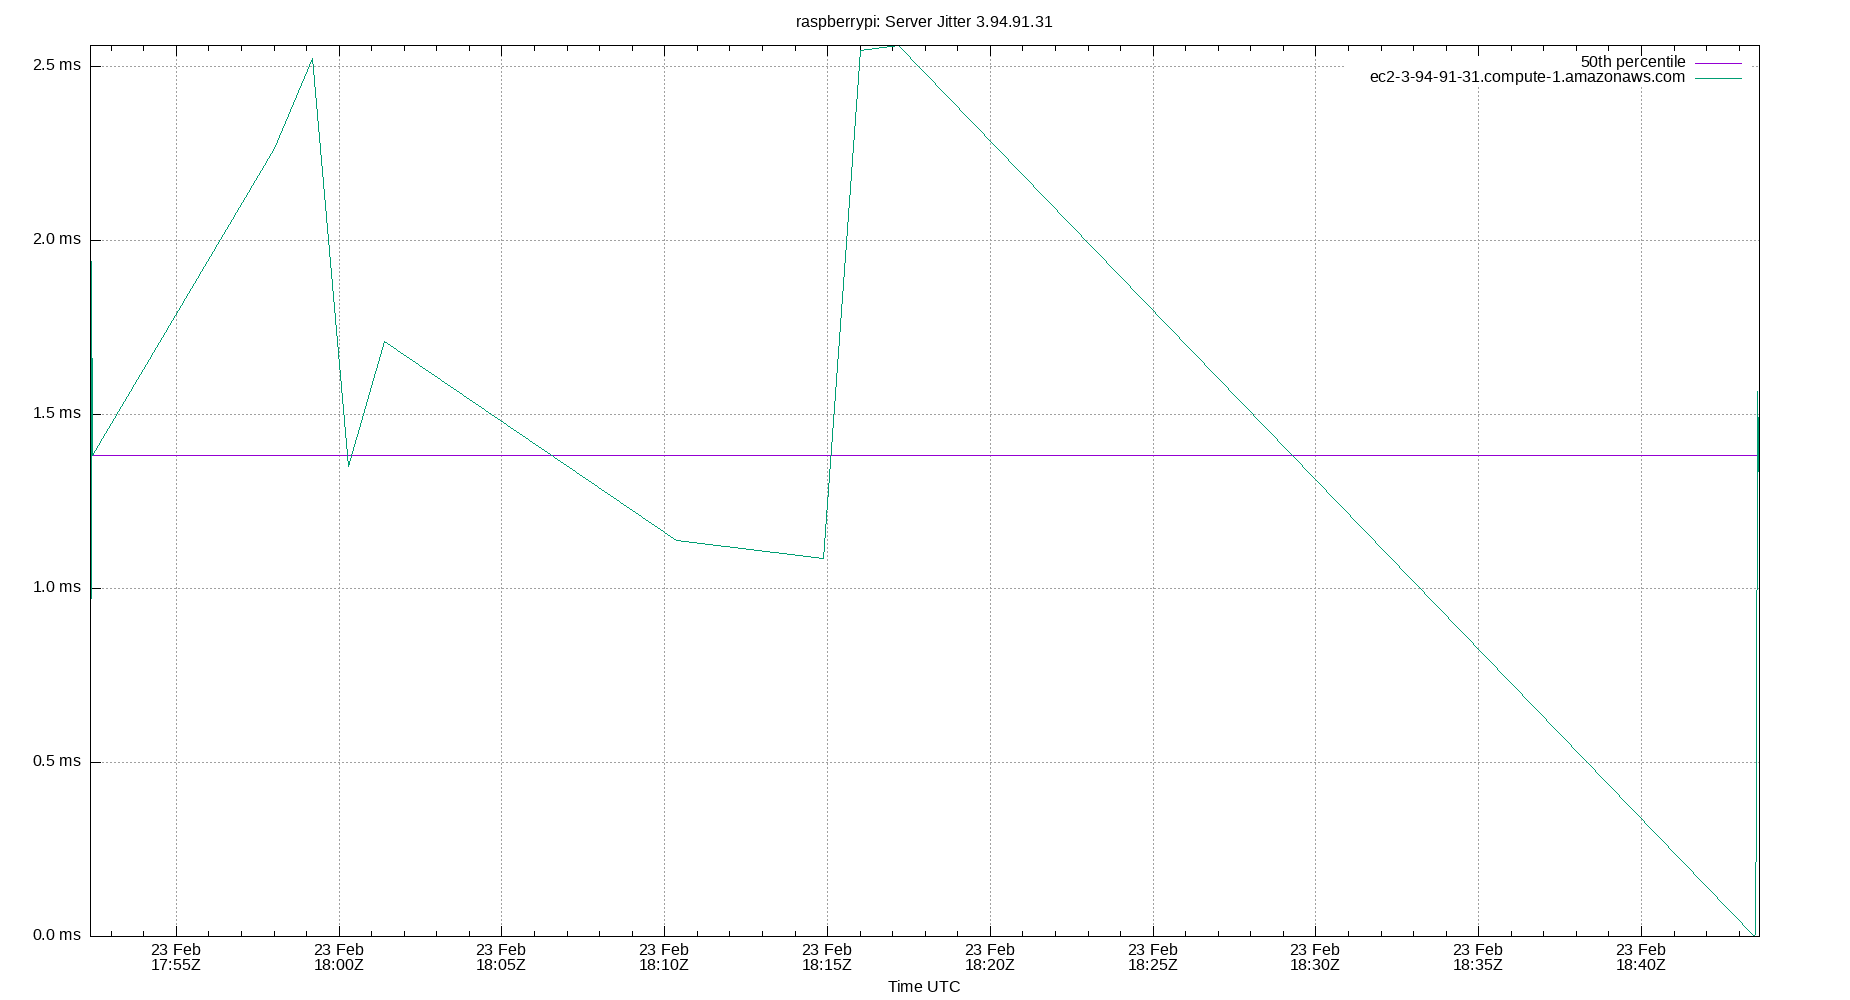 raspberrypi: Server Jitter 3.94.91.31
50th percentile
ec2-3-94-91-31.compute-1.amazonaws.com
2.5 ms
2.0 ms
1.5 ms
1.0 ms
0.5 ms
0.0 ms
23 Feb 23 Feb 23 Feb 23 Feb 23 Feb 23 Feb 23 Feb 23 Feb 23 Feb 23 Feb
17:55Z 18:00Z 18:05Z 18:10Z 18:15Z 18:20Z 18:25Z 18:30Z 18:35Z 18:40Z
Time UTC